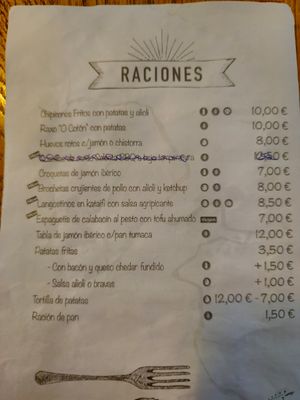 RACIONES
Chipirones Fritos con patatas y alioli 10,00 €
Raxo "O Cotón" con patatas 10,00 €
Huevos rotos c/jamón o chistorra 8,00 €
Croquetas de jamón ibérico 7,00 €
Brochetas crujientes de pollo con alioli y ketchup 8,00 €
Langostinos en kataifi con salsa agripicante 8,50 €
Espaguetis de calabacín al pesto con tofu ahumado 7,00 €
Tabla de jamón ibérico c/pan tumaca 12,00 €
Patatas fritas 3,50 €
- Con bacón y queso chedar fundido + 1,50 €
- Salsa alioli o bravas + 1,00 €
Tortilla de patatas 12,00 € - 7,00 €
Ración de pan 1,50 €